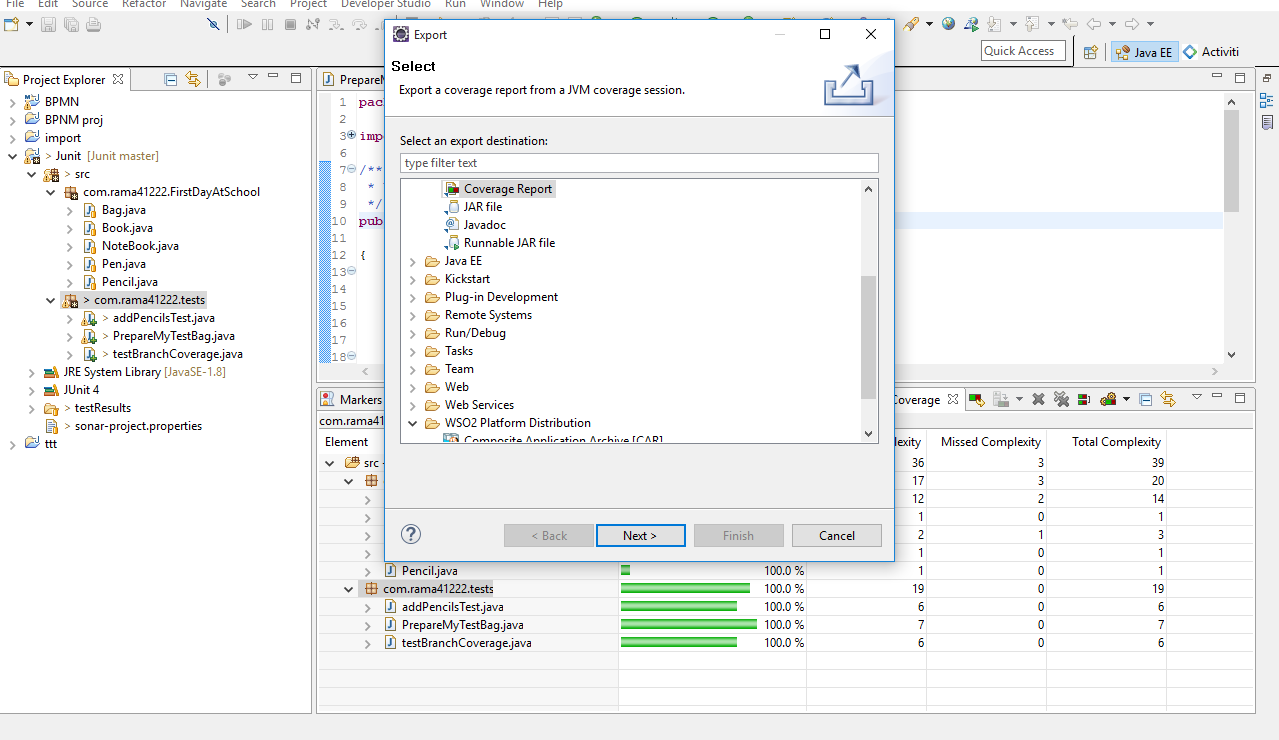 File Edit Source Refactor Navigate Search Project Developer Studio Run Window Help
Quick Access
Java EE
Activiti
Project Explorer
BPMN
BPNM proj
import
> Junit [Junit master]
> src
com.rama41222.FirstDayAtSchool
Bag.java
Book.java
NoteBook.java
Pen.java
Pencil.java
> com.rama41222.tests
> addPencilsTest.java
> PrepareMyTestBag.java
> testBranchCoverage.java
JRE System Library [JavaSE-1.8]
JUnit 4
> testResults
> sonar-project.properties
ttt
PrepareM
1 pac
2
3 imp
6
7 /**
8 *
9 */
10 pub
11
12 {
13
14
15
16
17
18
Export
Select
Export a coverage report from a JVM coverage session.
Select an export destination:
type filter text
Coverage Report
JAR file
Javadoc
Runnable JAR file
Java EE
Kickstart
Plug-in Development
Remote Systems
Run/Debug
Tasks
Team
Web
Web Services
WSO2 Platform Distribution
Composite Application Archive [CAR]
< Back
Next >
Finish
Cancel
Markers
Coverage
com.rama41
Element
lexity Missed Complexity Total Complexity
src 36 3 39
17 3 20
12 2 14
1 0 1
2 1 3
1 0 1
Pencil.java 100.0 % 1 0 1
com.rama41222.tests 100.0 % 19 0 19
addPencilsTest.java 100.0 % 6 0 6
PrepareMyTestBag.java 100.0 % 7 0 7
testBranchCoverage.java 100.0 % 6 0 6